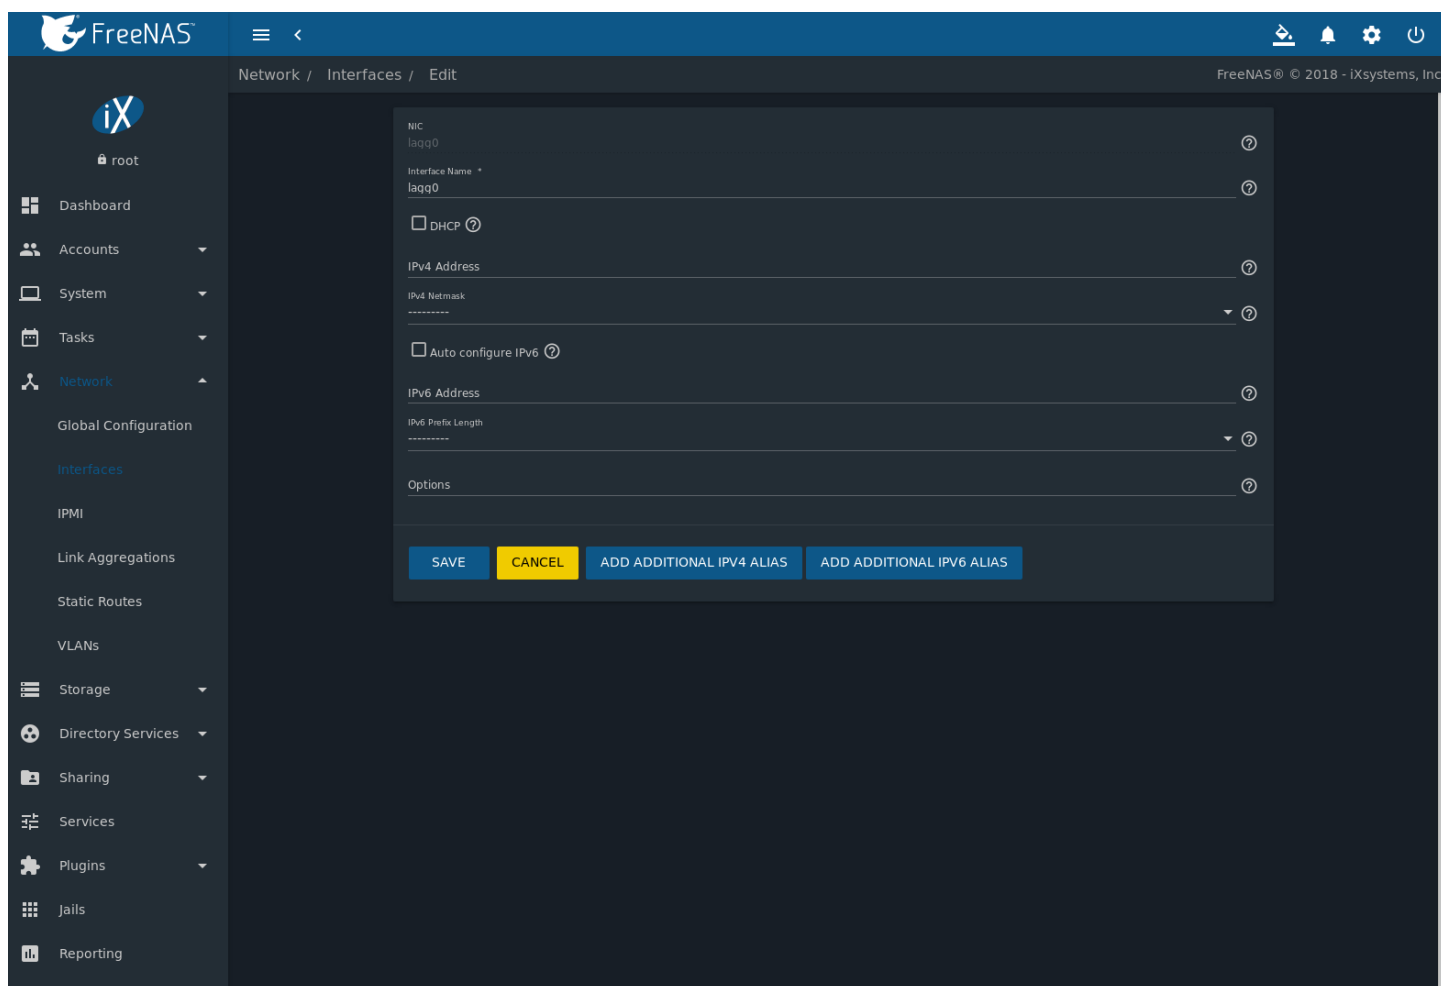 FreeNAS
Network / Interfaces / Edit
FreeNAS® © 2018 - iXsystems, Inc
iX
root
Dashboard
Accounts
System
Tasks
Network
Global Configuration
Interfaces
IPMI
Link Aggregations
Static Routes
VLANs
Storage
Directory Services
Sharing
Services
Plugins
Jails
Reporting
NIC
lagg0
Interface Name *
lagg0
DHCP
IPv4 Address
IPv4 Netmask
---------
Auto configure IPv6
IPv6 Address
IPv6 Prefix Length
---------
Options
SAVE CANCEL ADD ADDITIONAL IPV4 ALIAS ADD ADDITIONAL IPV6 ALIAS